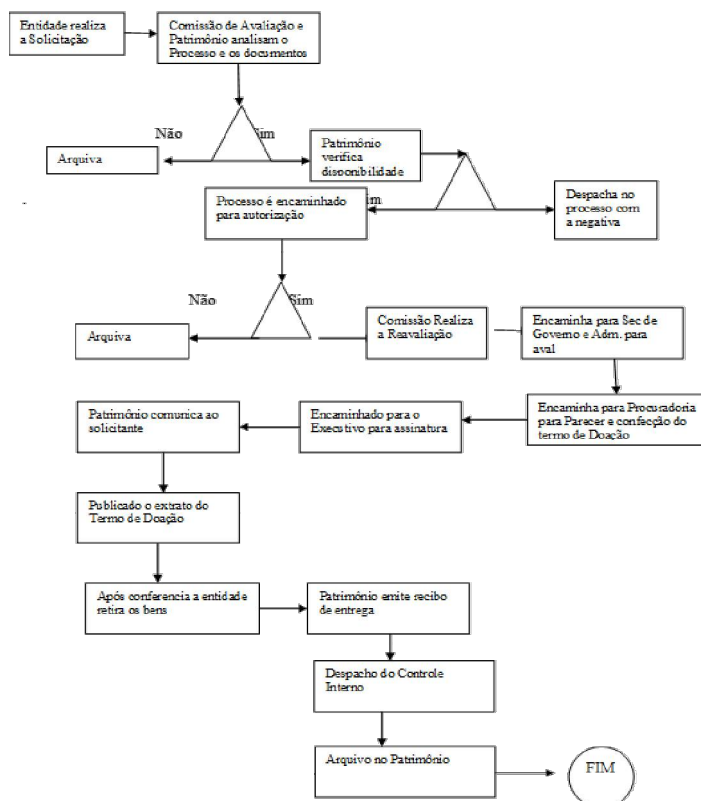 Entidade realiza
a Solicitação
Comissão de Avaliação e
Patrimônio analisam o
Processo e os documentos
Não
Sim
Arquiva
Patrimônio
verifica
disponibilidade
Processo é encaminhado
para autorização
Despacha no
processo com
a negativa
Não
Sim
Arquiva
Comissão Realiza
a Reavaliação
Encaminha para Sec de
Governo e Adm. para
aval
Patrimônio comunica ao
solicitante
Encaminhado para o
Executivo para assinatura
Encaminha para Procuradoria
para Parecer e confecção do
termo de Doação
Publicado o extrato do
Termo de Doação
Após conferencia a entidade
retira os bens
Patrimônio emite recibo
de entrega
Despacho do Controle
Interno
Arquivo no Patrimônio
FIM